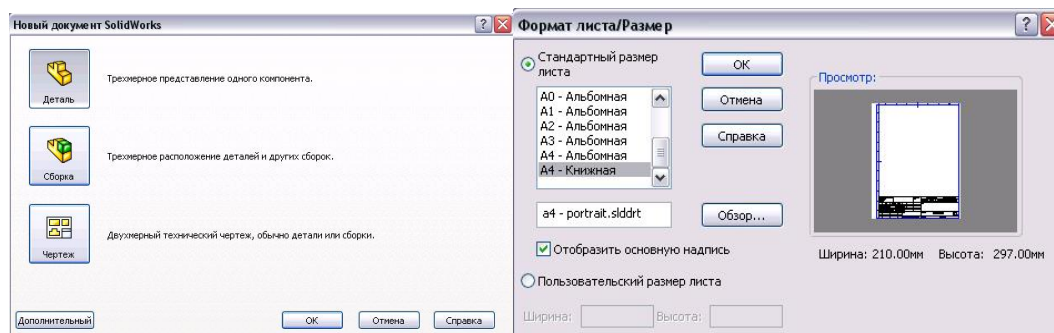 Новый документ SolidWorks
Деталь
Трехмерное представление одного компонента.
Сборка
Трехмерное расположение деталей и других сборок.
Чертеж
Двухмерный технический чертеж, обычно детали или сборки.
Дополнительный
ОК
Отмена
Справка
Формат листа/Размер
Стандартный размер
листа
A0 - Альбомная
A1 - Альбомная
A2 - Альбомная
A3 - Альбомная
A4 - Альбомная
A4 - Книжная
a4 - portrait.slddrt
Отобразить основную надпись
Пользовательский размер листа
Ширина:
Высота:
ОК
Отмена
Справка
Обзор...
Просмотр:
Ширина: 210.00мм Высота: 297.00мм